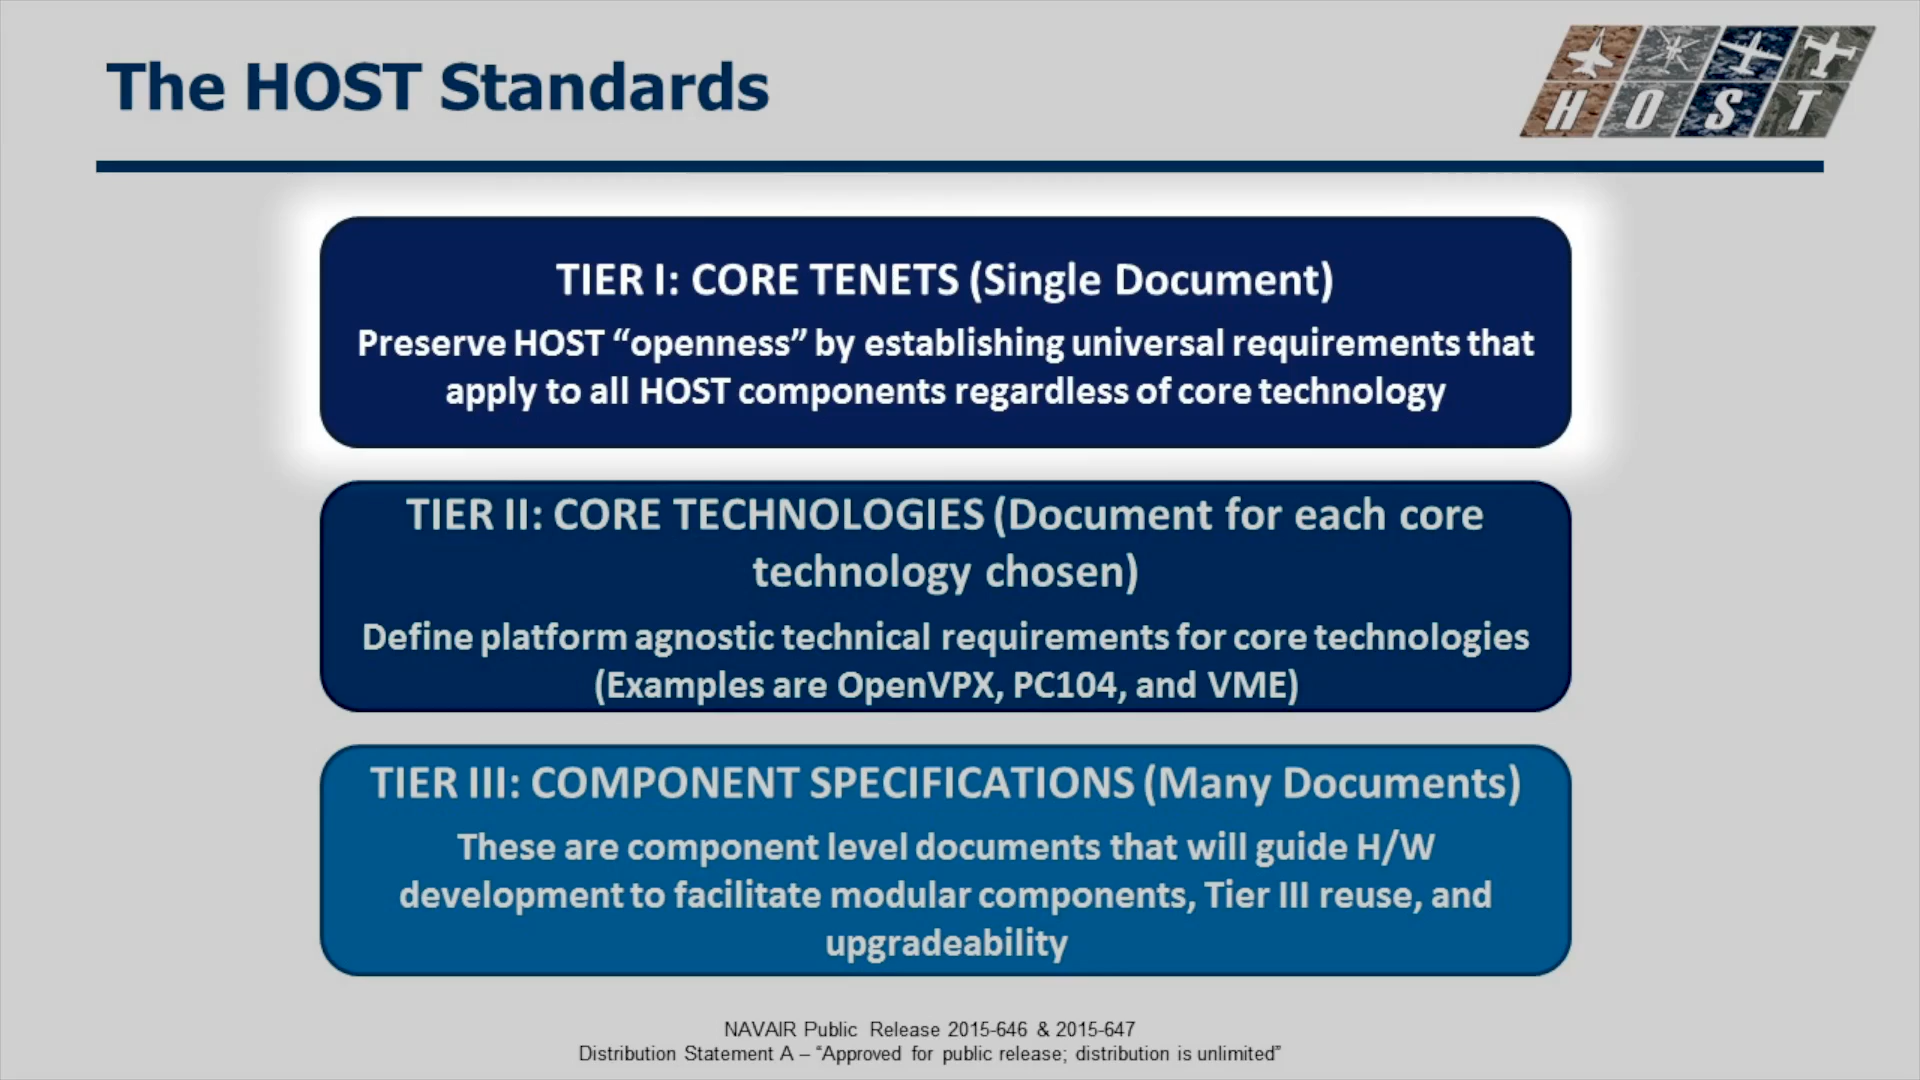 The HOST Standards
H O S T
TIER I: CORE TENETS (Single Document)
Preserve HOST “openness” by establishing universal requirements that
apply to all HOST components regardless of core technology
TIER II: CORE TECHNOLOGIES (Document for each core
technology chosen)
Define platform agnostic technical requirements for core technologies
(Examples are OpenVPX, PC104, and VME)
TIER III: COMPONENT SPECIFICATIONS (Many Documents)
These are component level documents that will guide H/W
development to facilitate modular components, Tier III reuse, and
upgradeability
NAVAIR Public Release 2015-646 & 2015-647
Distribution Statement A – “Approved for public release; distribution is unlimited”